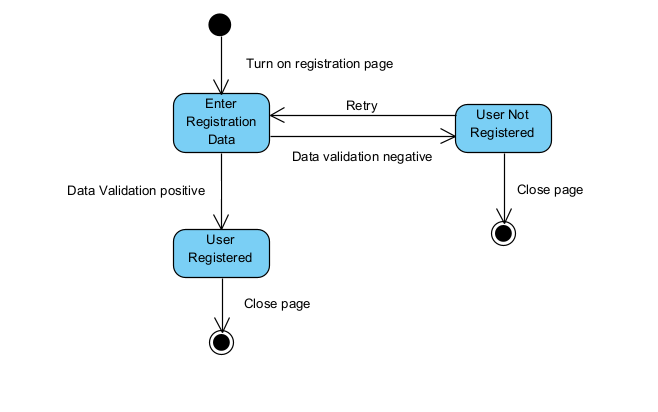 Turn on registration page
Enter
Registration
Data
Retry
User Not
Registered
Data validation negative
Data Validation positive
Close page
User
Registered
Close page